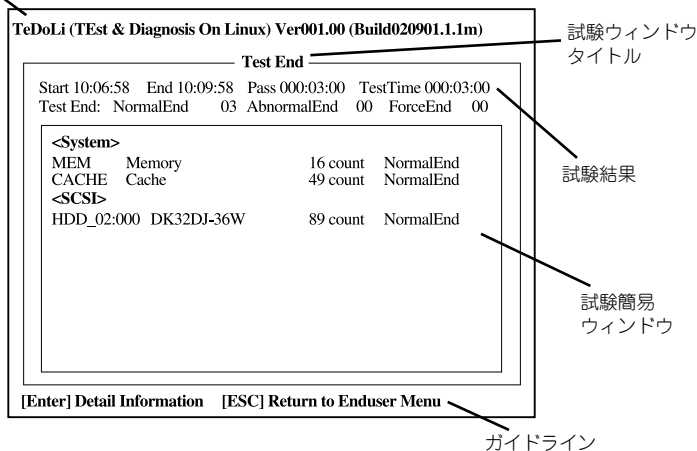 TeDoLi (TEst & Diagnosis On Linux) Ver001.00 (Build020901.1.1m)
試験ウィンドウ
タイトル
Test End
Start 10:06:58 End 10:09:58 Pass 000:03:00 TestTime 000:03:00
Test End: NormalEnd 03 AbnormalEnd 00 ForceEnd 00
試験結果
<System>
MEM Memory 16 count NormalEnd
CACHE Cache 49 count NormalEnd
<SCSI>
HDD_02:000 DK32DJ-36W 89 count NormalEnd
試験簡易
ウィンドウ
[Enter] Detail Information [ESC] Return to Enduser Menu
ガイドライン